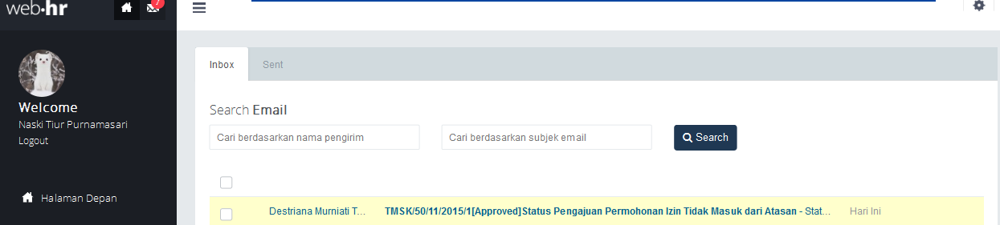 web·hr
Inbox
Sent
Welcome
Naski Tiur Purnamasari
Logout
Search Email
Cari berdasarkan nama pengirim
Cari berdasarkan subjek email
Search
Halaman Depan
Destriana Murniati T... TMSK/50/11/2015/1[Approved]Status Pengajuan Permohonan Izin Tidak Masuk dari Atasan - Stat... Hari Ini